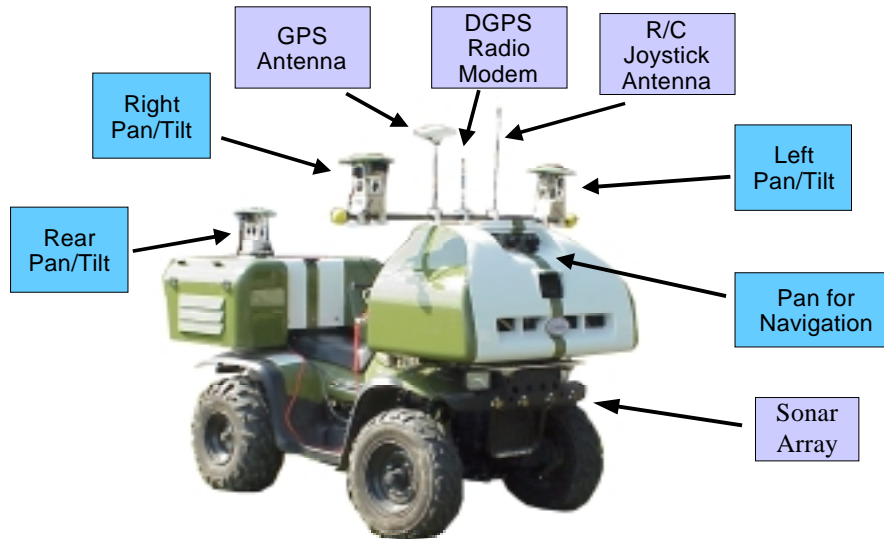 GPS
Antenna
DGPS
Radio
Modem
R/C
Joystick
Antenna
Right
Pan/Tilt
Left
Pan/Tilt
Rear
Pan/Tilt
Pan for
Navigation
Sonar
Array